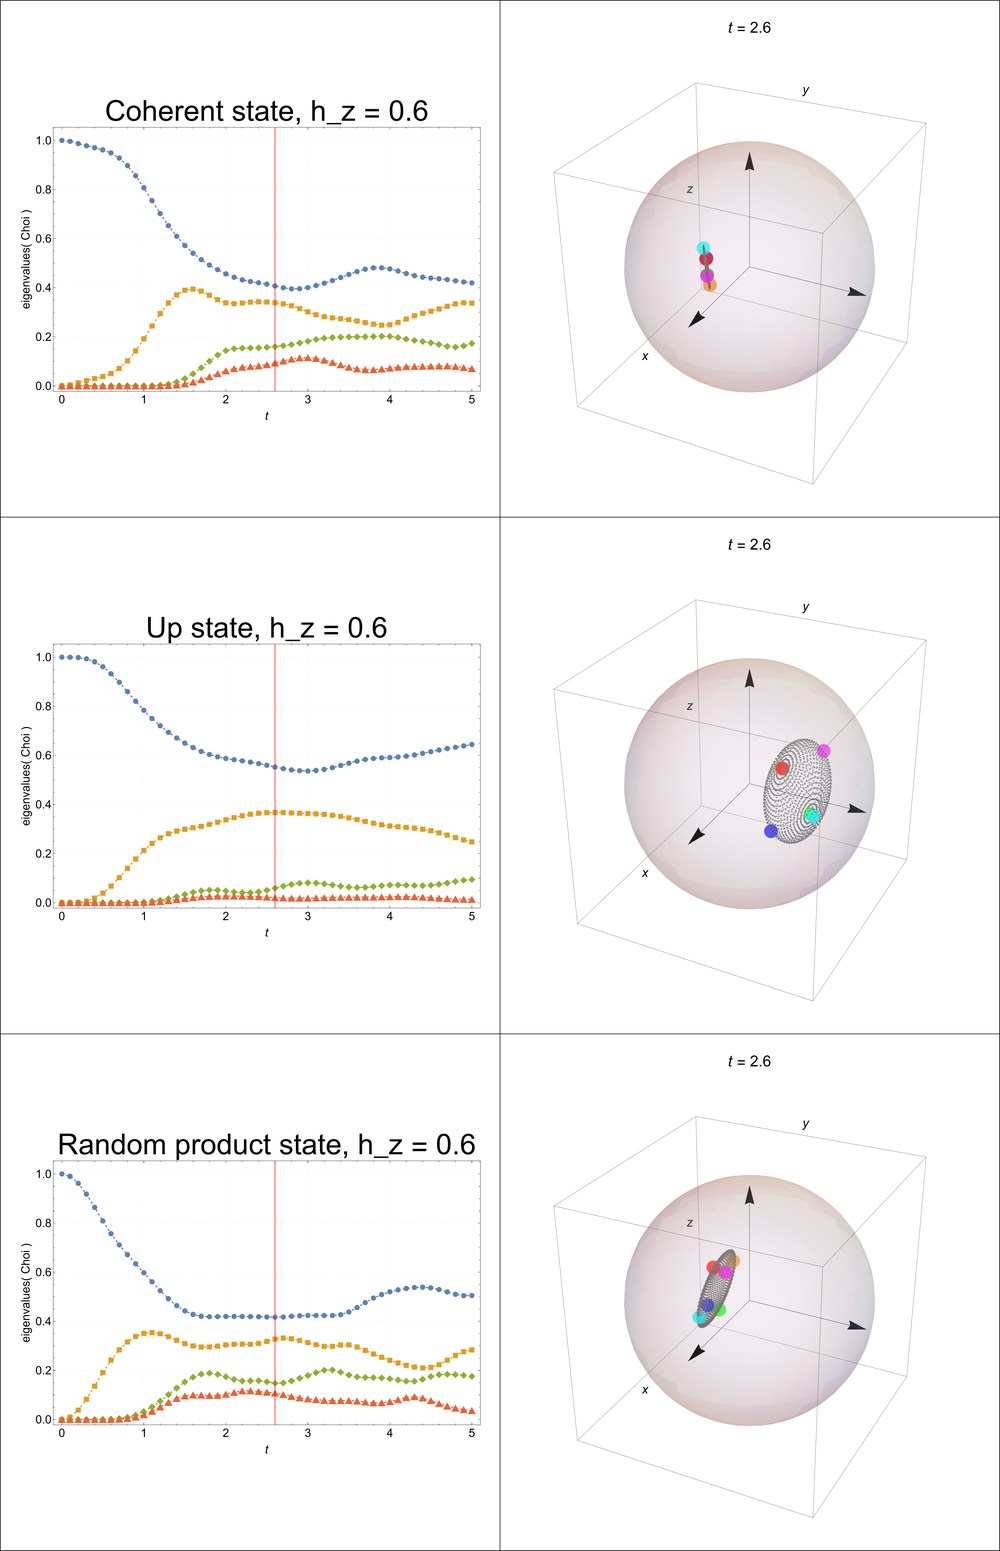 t = 2.6
Coherent state, h_z = 0.6
eigenvalues( Choi )
1.0
0.8
0.6
0.4
0.2
0.0
0 1 2 3 4 5
t
y
z
x
t = 2.6
Up state, h_z = 0.6
eigenvalues( Choi )
1.0
0.8
0.6
0.4
0.2
0.0
0 1 2 3 4 5
t
y
z
x
t = 2.6
Random product state, h_z = 0.6
eigenvalues( Choi )
1.0
0.8
0.6
0.4
0.2
0.0
0 1 2 3 4 5
t
y
z
x